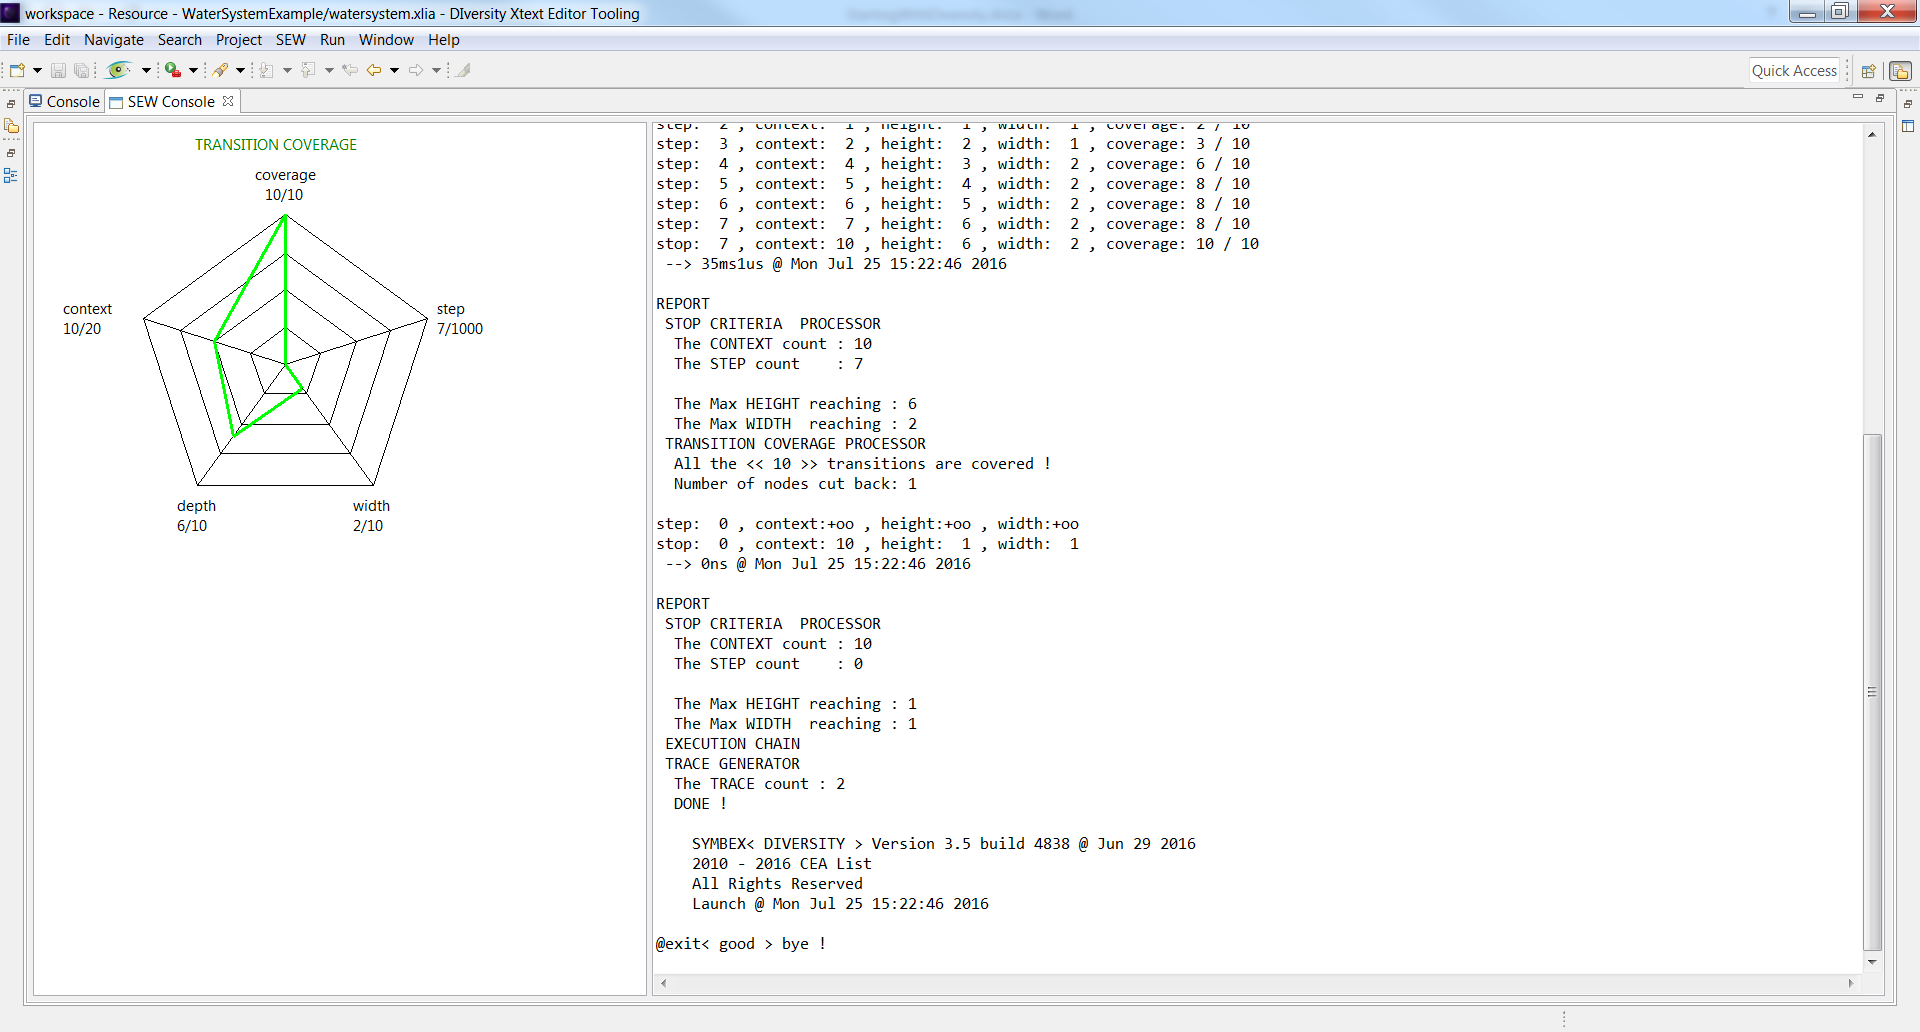 workspace - Resource - WaterSystemExample/watersystem.xlia - DIversity Xtext Editor Tooling
File Edit Navigate Search Project SEW Run Window Help
Quick Access
Console SEW Console
TRANSITION COVERAGE
coverage
10/10
context
10/20
step
7/1000
depth
6/10
width
2/10
step:  2 , context:  1 , height:  1 , width:  1 , coverage: 2 / 10
step:  3 , context:  2 , height:  2 , width:  1 , coverage: 3 / 10
step:  4 , context:  4 , height:  3 , width:  2 , coverage: 6 / 10
step:  5 , context:  5 , height:  4 , width:  2 , coverage: 8 / 10
step:  6 , context:  6 , height:  5 , width:  2 , coverage: 8 / 10
step:  7 , context:  7 , height:  6 , width:  2 , coverage: 8 / 10
stop:  7 , context: 10 , height:  6 , width:  2 , coverage: 10 / 10
--> 35ms1us @ Mon Jul 25 15:22:46 2016
REPORT
STOP CRITERIA  PROCESSOR
The CONTEXT count : 10
The STEP count    : 7
The Max HEIGHT reaching : 6
The Max WIDTH  reaching : 2
TRANSITION COVERAGE PROCESSOR
All the << 10 >> transitions are covered !
Number of nodes cut back: 1
step:  0 , context:+oo , height:+oo , width:+oo
stop:  0 , context: 10 , height:  1 , width:  1
--> 0ns @ Mon Jul 25 15:22:46 2016
REPORT
STOP CRITERIA  PROCESSOR
The CONTEXT count : 10
The STEP count    : 0
The Max HEIGHT reaching : 1
The Max WIDTH  reaching : 1
EXECUTION CHAIN
TRACE GENERATOR
The TRACE count : 2
DONE !
SYMBEX< DIVERSITY > Version 3.5 build 4838 @ Jun 29 2016
2010 - 2016 CEA List
All Rights Reserved
Launch @ Mon Jul 25 15:22:46 2016
@exit< good > bye !